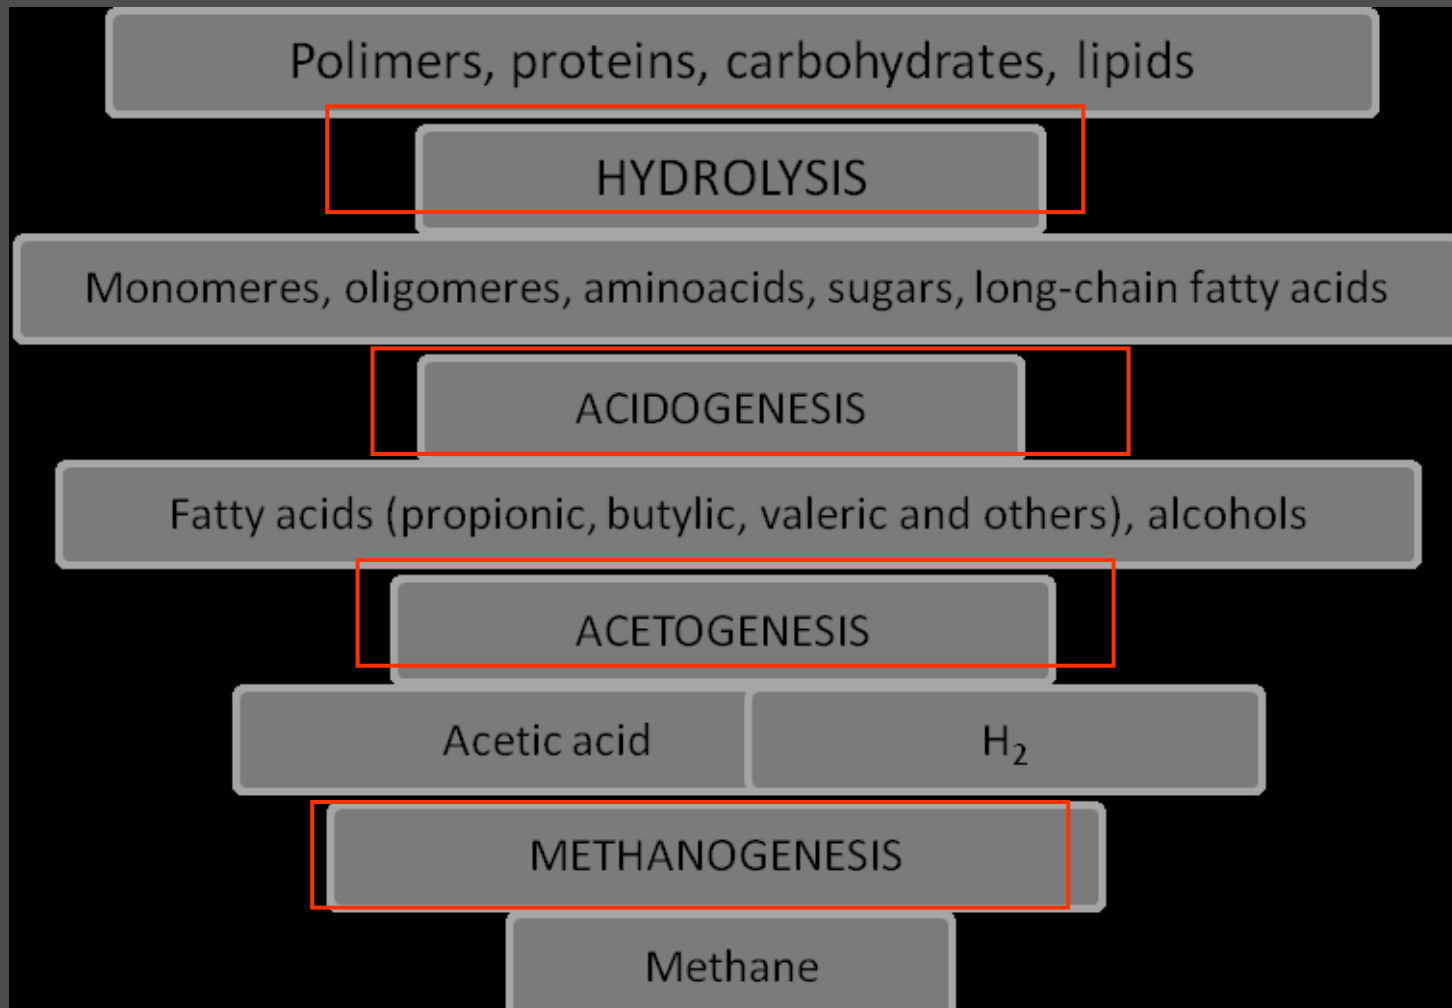 Polimers, proteins, carbohydrates, lipids
HYDROLYSIS
Monomeres, oligomeres, aminoacids, sugars, long-chain fatty acids
ACIDOGENESIS
Fatty acids (propionic, butylic, valeric and others), alcohols
ACETOGENESIS
Acetic acid H₂
METHANOGENESIS
Methane